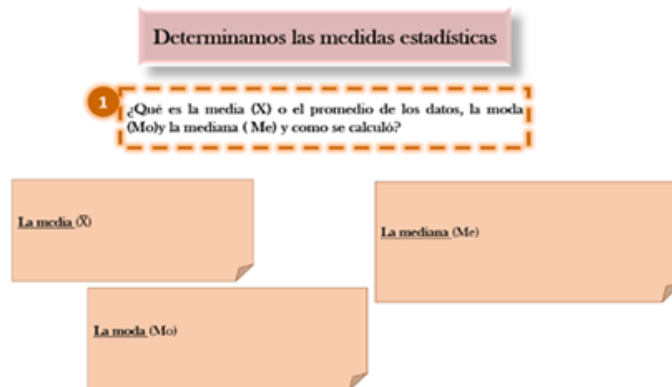 Determinamos las medidas estadísticas
1
¿Qué es la media (X) o el promedio de los datos, la moda
(Mo)y la mediana ( Me) y como se calculó?
La media (X̅)
La mediana (Me)
La moda (Mo)